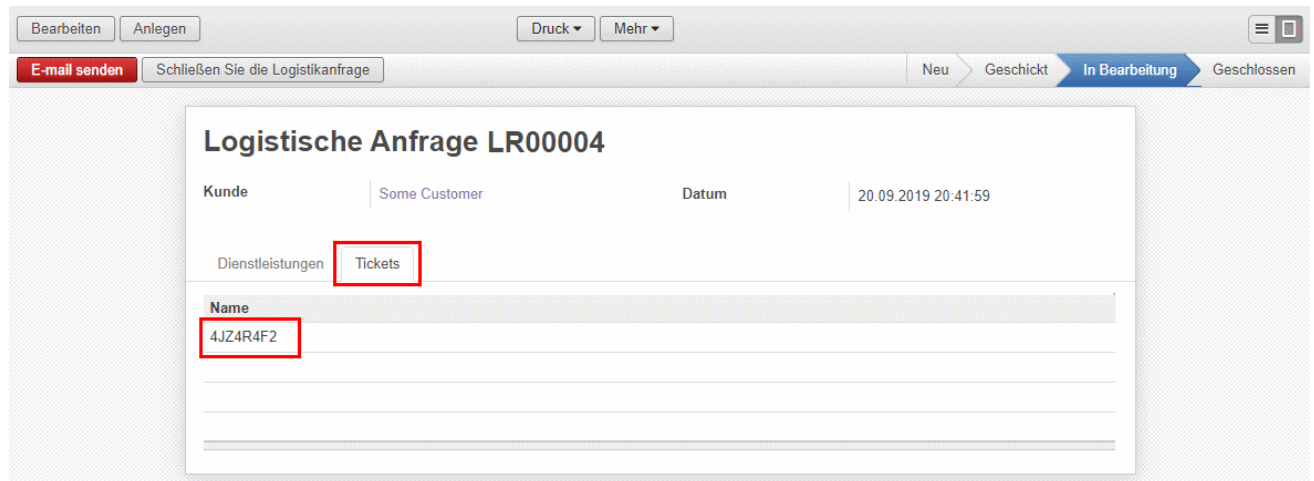 Bearbeiten Anlegen Druck Mehr
E-mail senden Schließen Sie die Logistikanfrage Neu Geschickt In Bearbeitung Geschlossen
Logistische Anfrage LR00004
Kunde Some Customer Datum 20.09.2019 20:41:59
Dienstleistungen Tickets
Name
4JZ4R4F2